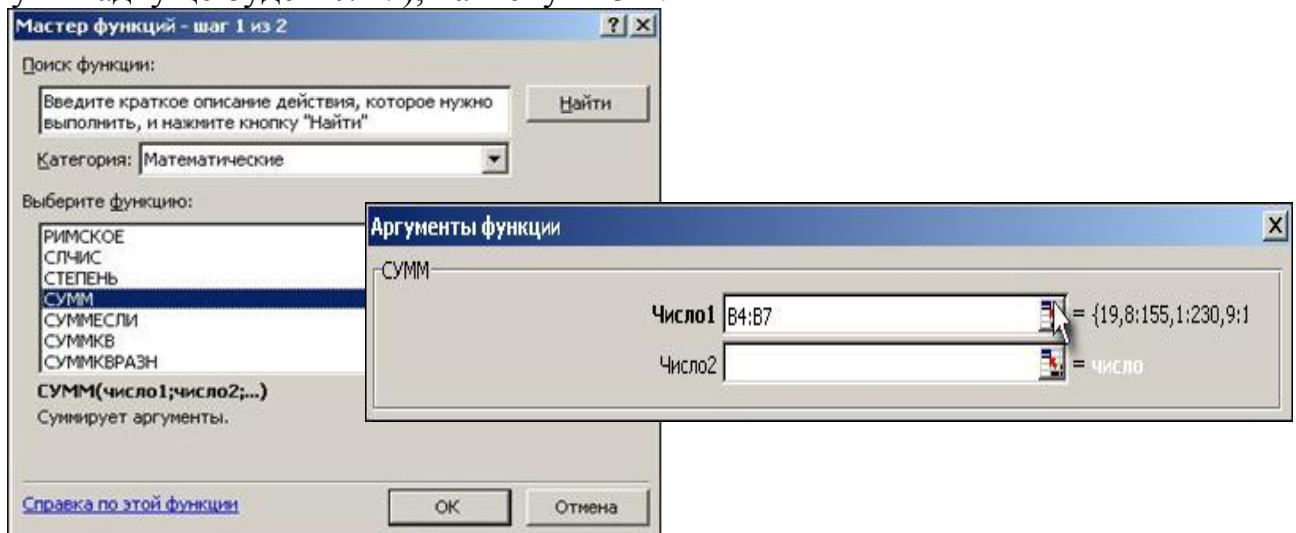 Мастер функций - шаг 1 из 2
Поиск функции:
Введите краткое описание действия, которое нужно
выполнить, и нажмите кнопку "Найти"
Найти
Категория: Математические
Выберите функцию:
РИМСКОЕ
СЛЧИС
СТЕПЕНЬ
СУММ
СУММЕСЛИ
СУММКВ
СУММКВРАЗН
СУММ(число1;число2;...)
Суммирует аргументы.
Справка по этой функции
ОК
Отмена
Аргументы функции
СУММ
Число1 B4:B7 = {19,8:155,1:230,9:1
Число2 = число